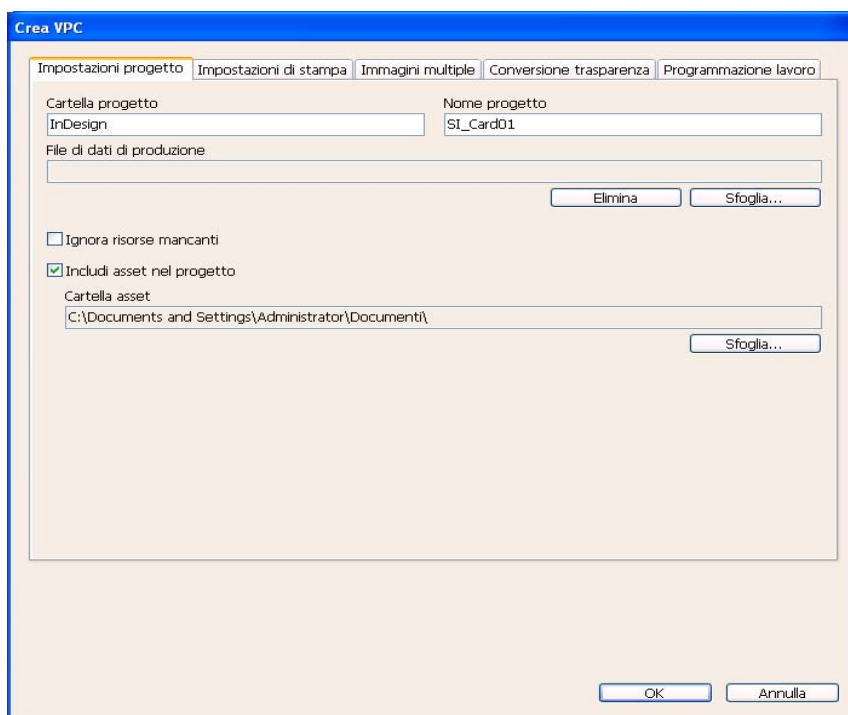 Crea VPC
Impostazioni progetto Impostazioni di stampa Immagini multiple Conversione trasparenza Programmazione lavoro
Cartella progetto Nome progetto
InDesign SI_Card01
File di dati di produzione
Elimina Sfoglia...
Ignora risorse mancanti
Includi asset nel progetto
Cartella asset
C:\Documents and Settings\Administrator\Documenti\
Sfoglia...
OK Annulla